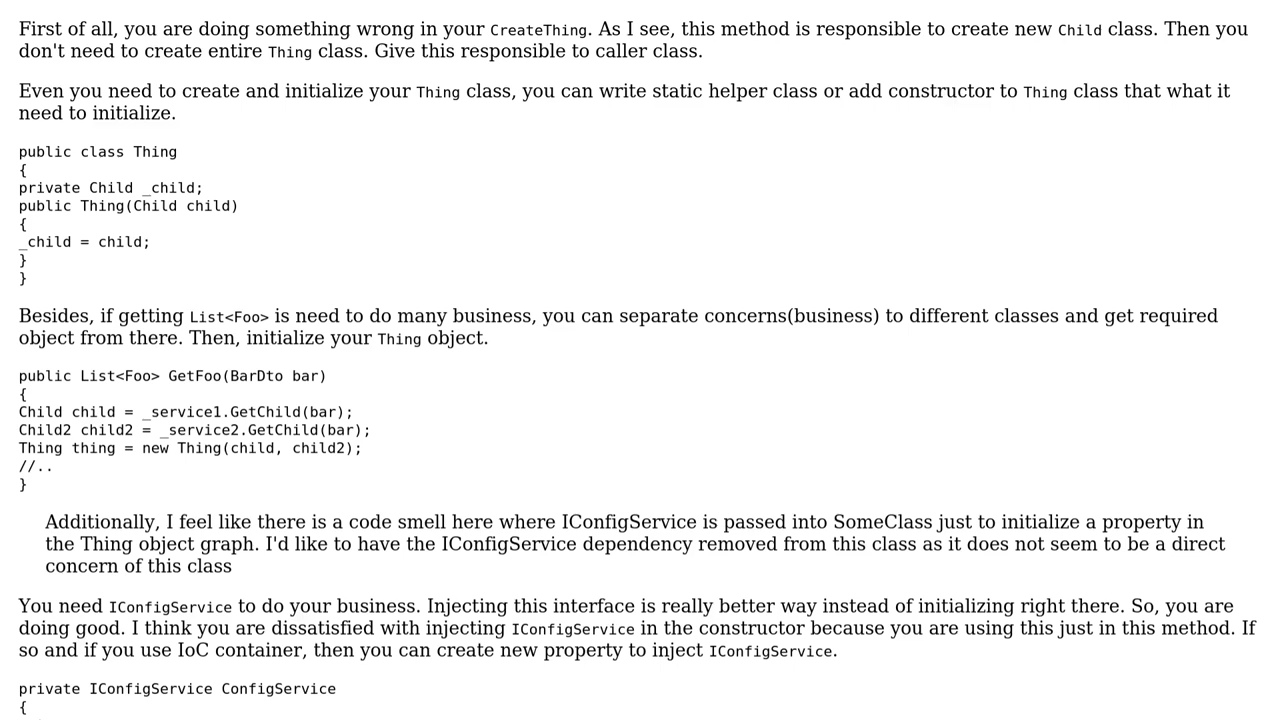 First of all, you are doing something wrong in your CreateThing. As I see, this method is responsible to create new Child class. Then you
don't need to create entire Thing class. Give this responsible to caller class.
Even you need to create and initialize your Thing class, you can write static helper class or add constructor to Thing class that what it
need to initialize.
public class Thing
{
private Child _child;
public Thing(Child child)
{
_child = child;
}
}
Besides, if getting List<Foo> is need to do many business, you can separate concerns(business) to different classes and get required
object from there. Then, initialize your Thing object.
public List<Foo> GetFoo(BarDto bar)
{
Child child = _service1.GetChild(bar);
Child2 child2 = _service2.GetChild(bar);
Thing thing = new Thing(child, child2);
//..
}
Additionally, I feel like there is a code smell here where IConfigService is passed into SomeClass just to initialize a property in
the Thing object graph. I'd like to have the IConfigService dependency removed from this class as it does not seem to be a direct
concern of this class
You need IConfigService to do your business. Injecting this interface is really better way instead of initializing right there. So, you are
doing good. I think you are dissatisfied with injecting IConfigService in the constructor because you are using this just in this method. If
so and if you use IoC container, then you can create new property to inject IConfigService.
private IConfigService ConfigService
{